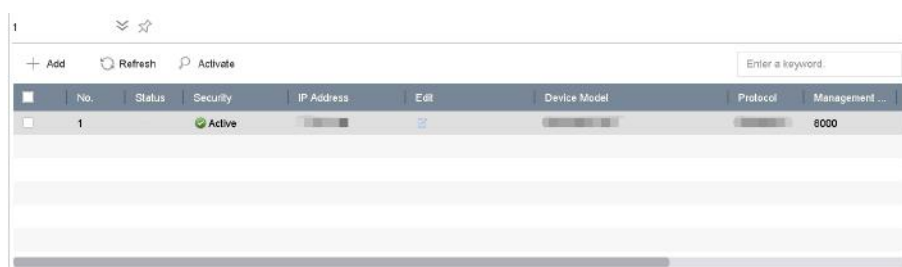 1
Add Refresh Activate Enter a keyword.
No. Status Security IP Address Edit Device Model Protocol Management ...
1 Active 8000